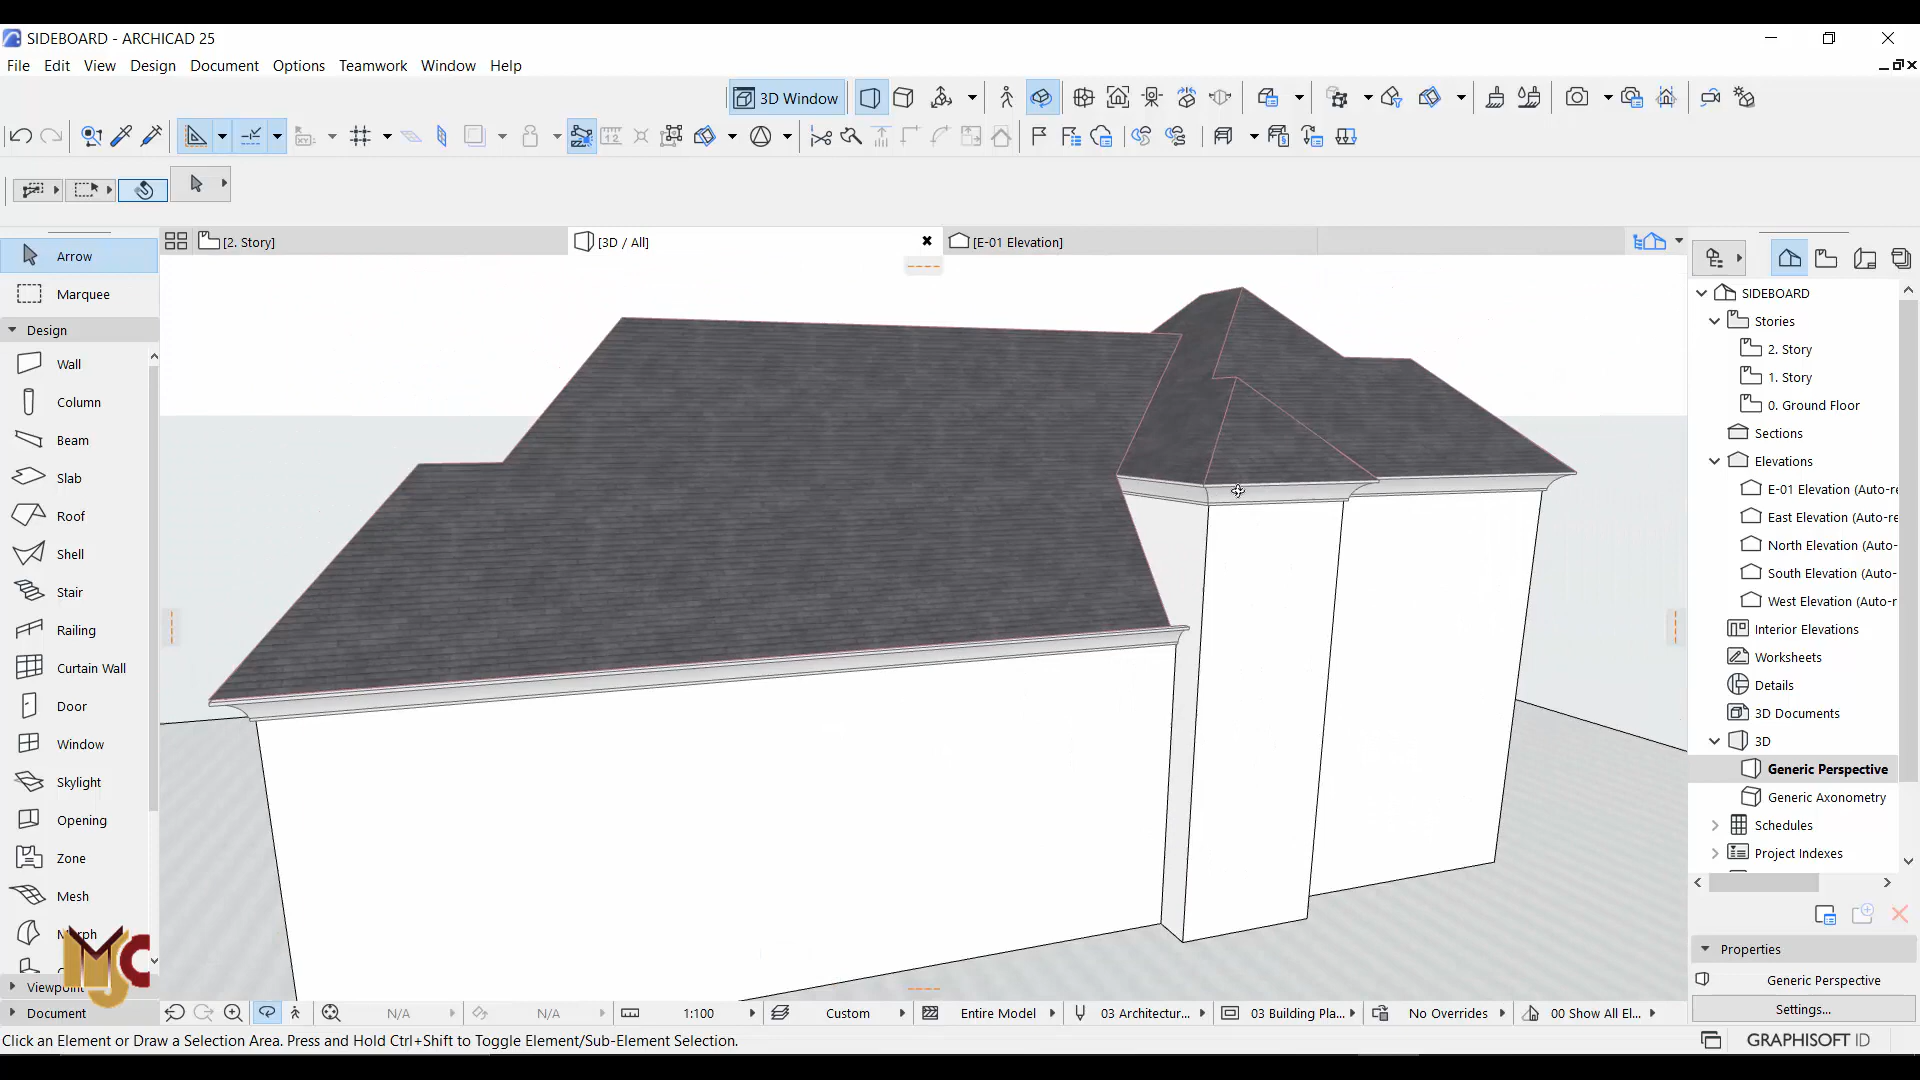 SIDEBOARD - ARCHICAD 25
File Edit View Design Document Options Teamwork Window Help
3D Window
[2. Story] [3D / All] [E-01 Elevation]
Arrow
Marquee
Design
Wall
Column
Beam
Slab
Roof
Shell
Stair
Railing
Curtain Wall
Door
Window
Skylight
Opening
Zone
Mesh
MJC
Document
SIDEBOARD
Stories
2. Story
1. Story
0. Ground Floor
Sections
Elevations
E-01 Elevation (Auto-re
East Elevation (Auto-re
North Elevation (Auto-
South Elevation (Auto-
West Elevation (Auto-r
Interior Elevations
Worksheets
Details
3D Documents
3D
Generic Perspective
Generic Axonometry
Schedules
Project Indexes
Properties
Generic Perspective
Settings...
N/A N/A 1:100 Custom Entire Model 03 Architectur... 03 Building Pla... No Overrides 00 Show All El...
Click an Element or Draw a Selection Area. Press and Hold Ctrl+Shift to Toggle Element/Sub-Element Selection.
GRAPHISOFT ID